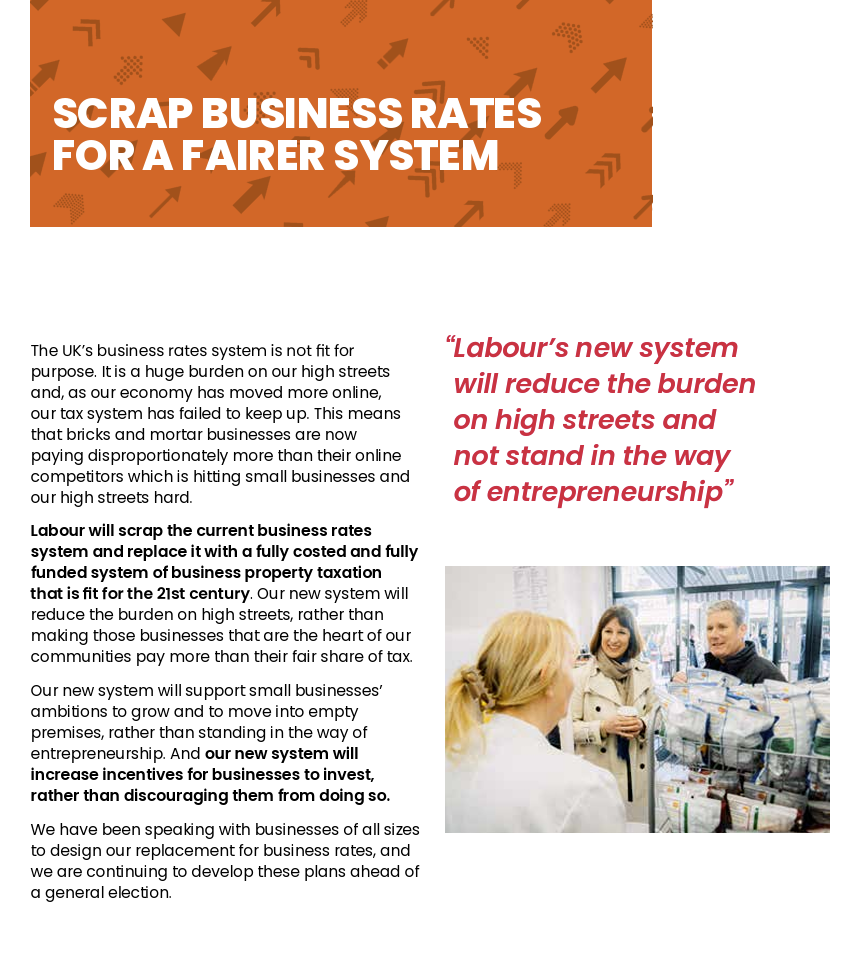 SCRAP BUSINESS RATES
FOR A FAIRER SYSTEM
The UK’s business rates system is not fit for
purpose. It is a huge burden on our high streets
and, as our economy has moved more online,
our tax system has failed to keep up. This means
that bricks and mortar businesses are now
paying disproportionately more than their online
competitors which is hitting small businesses and
our high streets hard.
Labour will scrap the current business rates
system and replace it with a fully costed and fully
funded system of business property taxation
that is fit for the 21st century. Our new system will
reduce the burden on high streets, rather than
making those businesses that are the heart of our
communities pay more than their fair share of tax.
Our new system will support small businesses’
ambitions to grow and to move into empty
premises, rather than standing in the way of
entrepreneurship. And our new system will
increase incentives for businesses to invest,
rather than discouraging them from doing so.
We have been speaking with businesses of all sizes
to design our replacement for business rates, and
we are continuing to develop these plans ahead of
a general election.
“Labour’s new system
will reduce the burden
on high streets and
not stand in the way
of entrepreneurship”